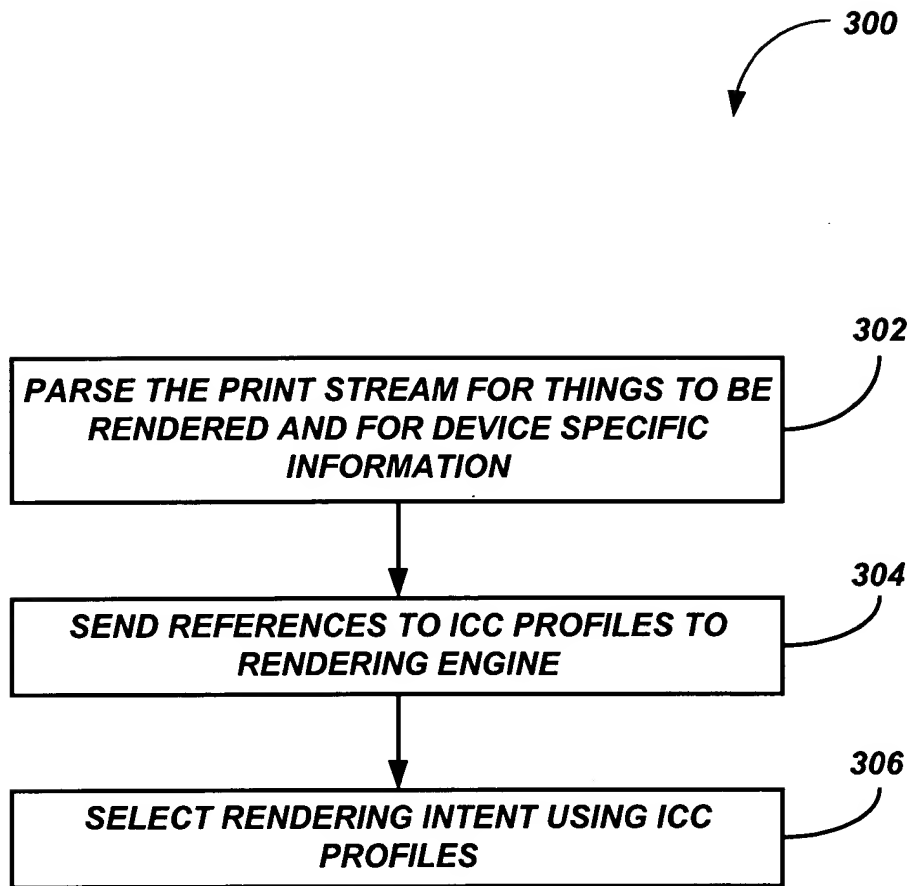 300
302
PARSE THE PRINT STREAM FOR THINGS TO BE
RENDERED AND FOR DEVICE SPECIFIC
INFORMATION
304
SEND REFERENCES TO ICC PROFILES TO
RENDERING ENGINE
306
SELECT RENDERING INTENT USING ICC
PROFILES